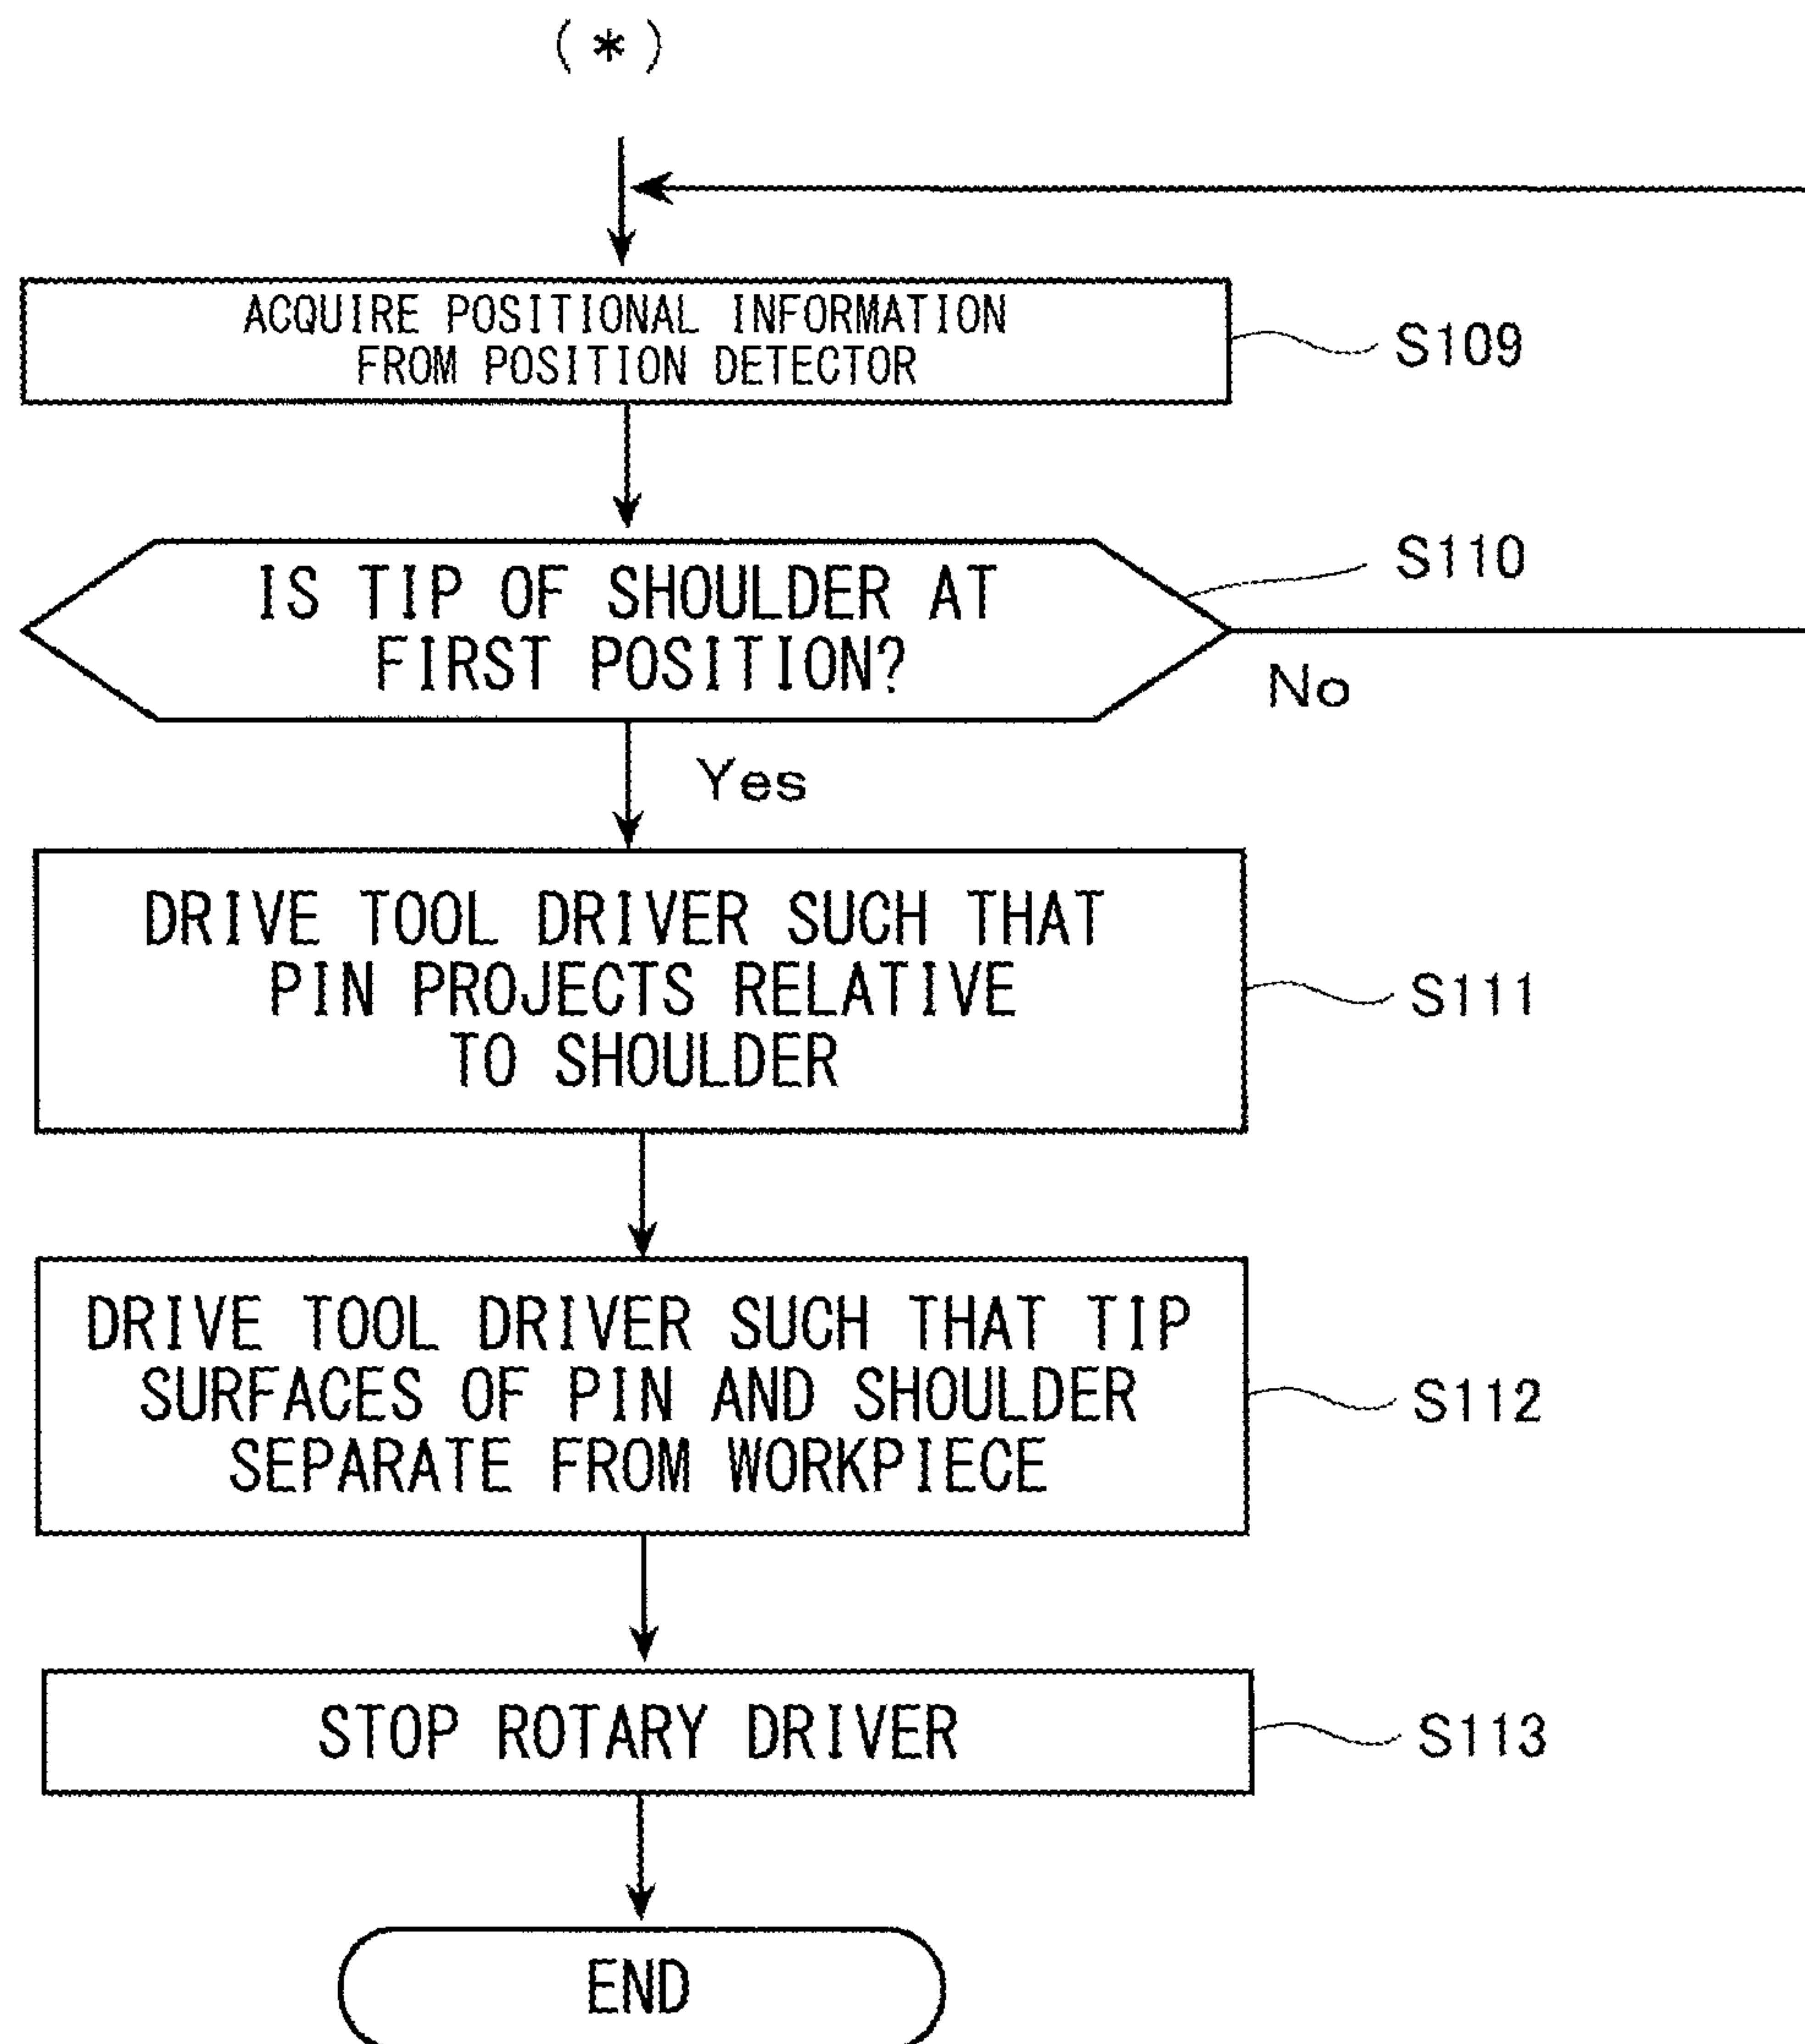 (*)
ACQUIRE POSITIONAL INFORMATION
FROM POSITION DETECTOR
S109
IS TIP OF SHOULDER AT
FIRST POSITION?
S110
No
Yes
DRIVE TOOL DRIVER SUCH THAT
PIN PROJECTS RELATIVE
TO SHOULDER
S111
DRIVE TOOL DRIVER SUCH THAT TIP
SURFACES OF PIN AND SHOULDER
SEPARATE FROM WORKPIECE
S112
STOP ROTARY DRIVER
S113
END